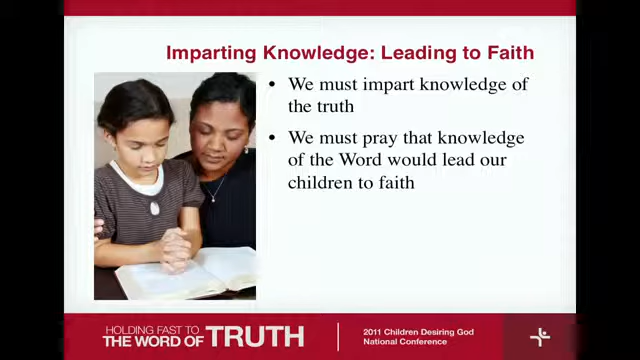 Imparting Knowledge: Leading to Faith
• We must impart knowledge of
the truth
• We must pray that knowledge
of the Word would lead our
children to faith
HOLDING FAST TO
THE WORD OF TRUTH
2011 Children Desiring God
National Conference